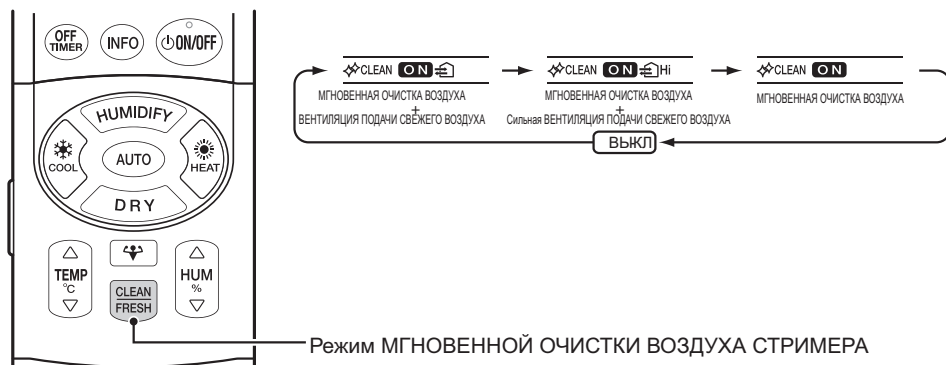 OFF
TIMER
INFO
ON/OFF
HUMIDIFY
COOL
AUTO
HEAT
DRY
TEMP
°C
HUM
%
CLEAN
FRESH
CLEAN ON
МГНОВЕННАЯ ОЧИСТКА ВОЗДУХА
+
ВЕНТИЛЯЦИЯ ПОДАЧИ СВЕЖЕГО ВОЗДУХА
CLEAN ON Hi
МГНОВЕННАЯ ОЧИСТКА ВОЗДУХА
+
Сильная ВЕНТИЛЯЦИЯ ПОДАЧИ СВЕЖЕГО ВОЗДУХА
CLEAN ON
МГНОВЕННАЯ ОЧИСТКА ВОЗДУХА
ВЫКЛ
Режим МГНОВЕННОЙ ОЧИСТКИ ВОЗДУХА СТРИМЕРА